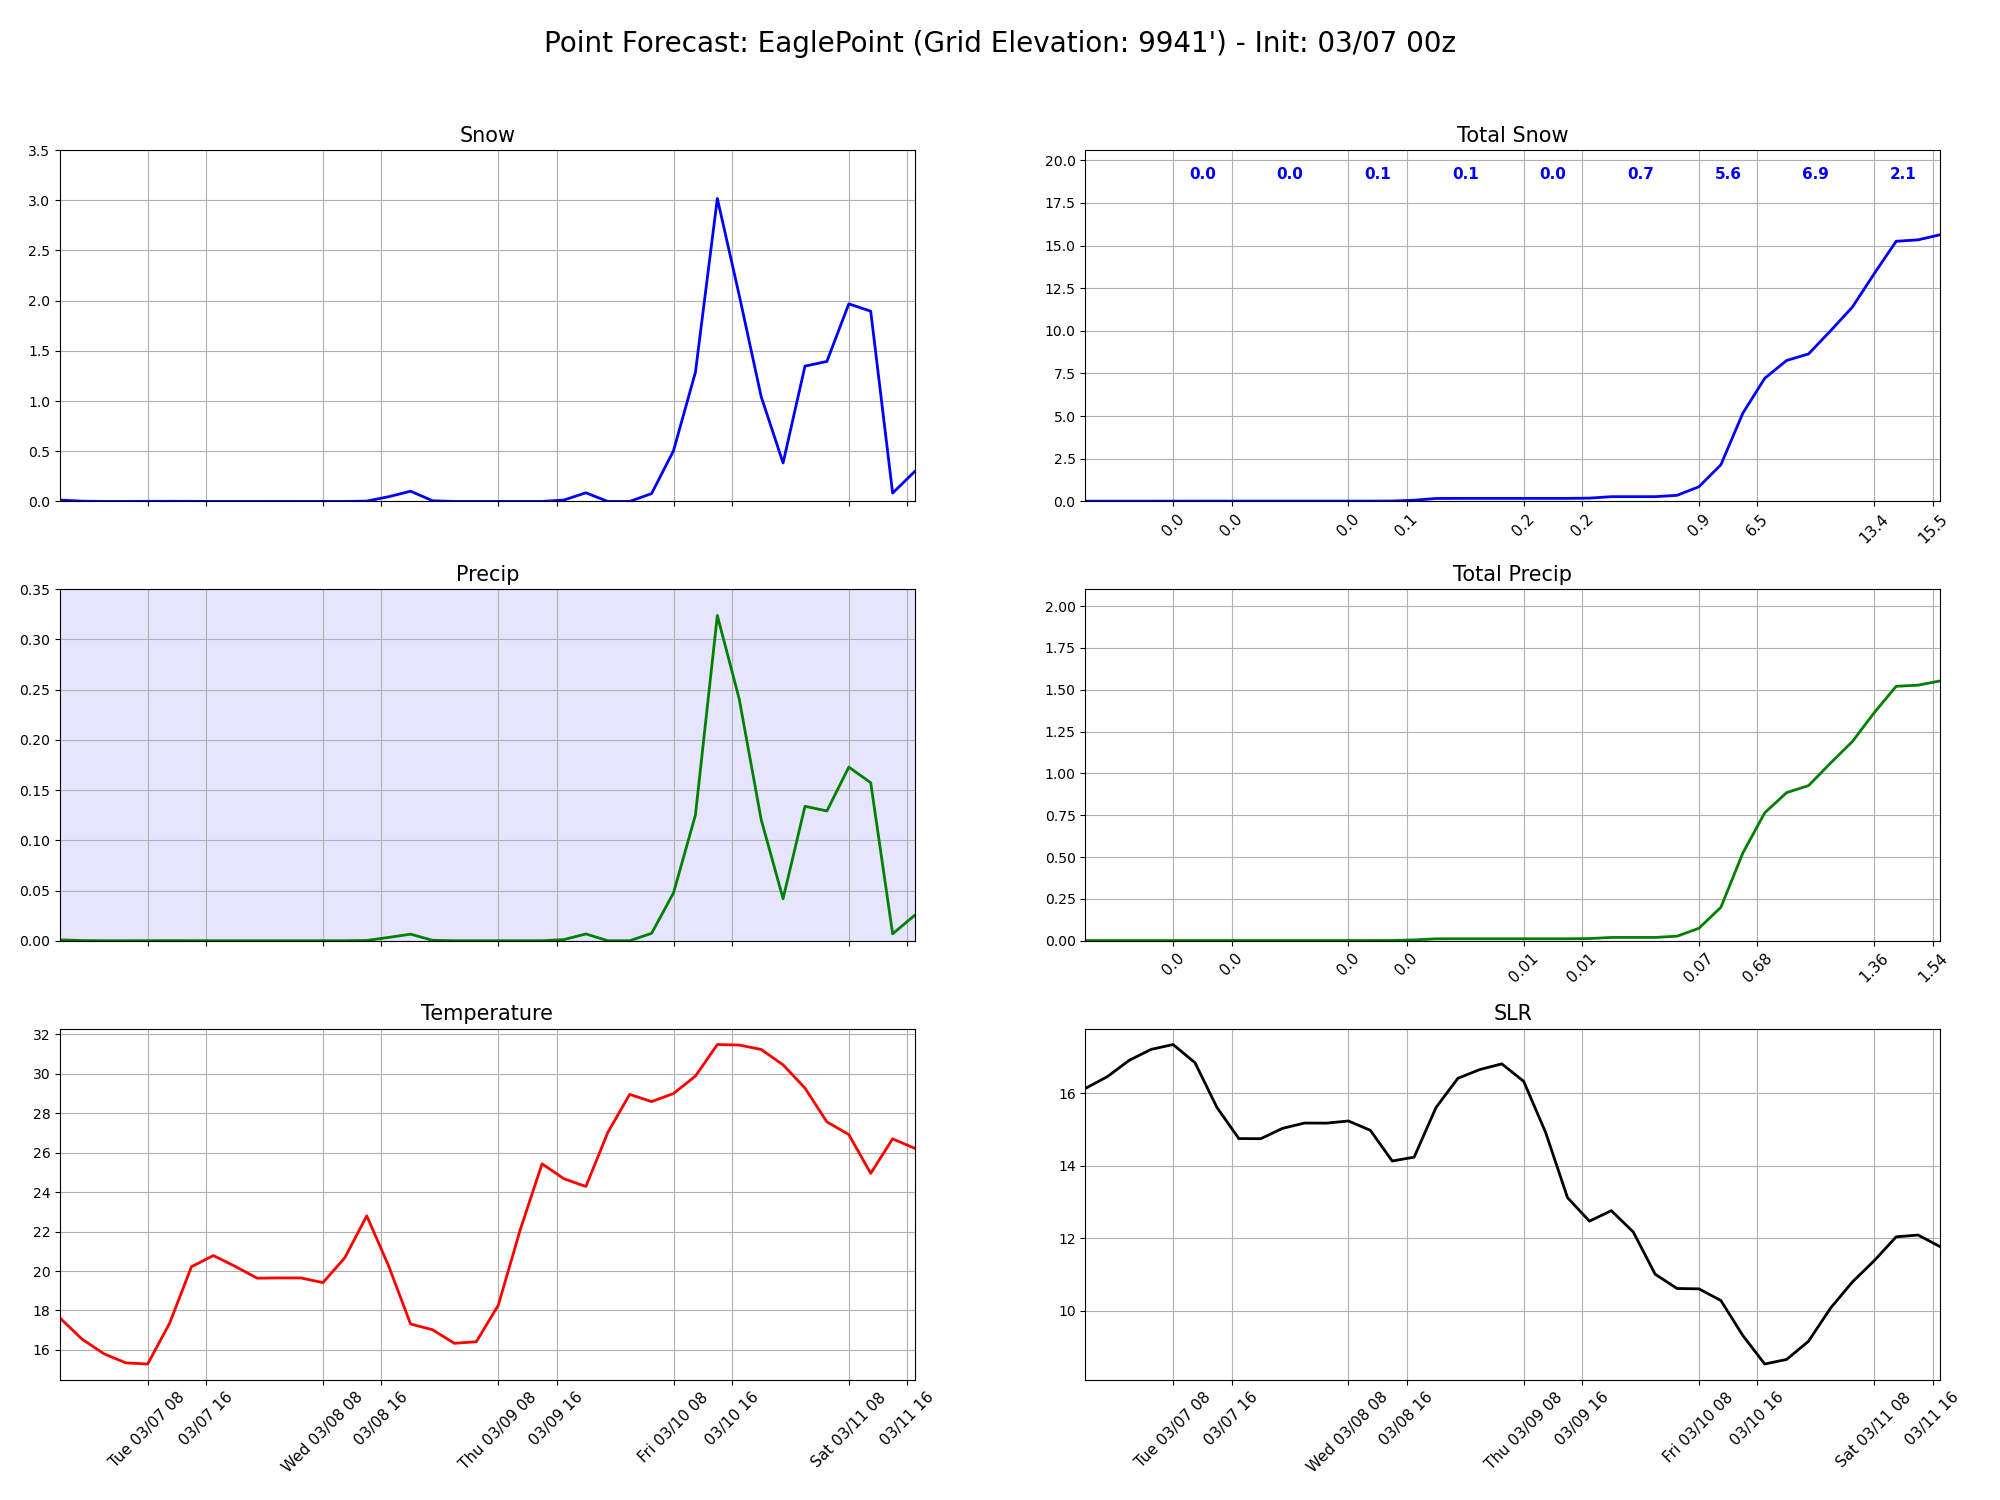 Point Forecast: EaglePoint (Grid Elevation: 9941') - Init: 03/07 00z
Snow
3.5
3.0
2.5
2.0
1.5
1.0
0.5
0.0
Total Snow
20.0
17.5
15.0
12.5
10.0
7.5
5.0
2.5
0.0
0.0 0.0 0.1 0.1 0.0 0.7 5.6 6.9 2.1
0.0 0.0 0.0 0.1 0.2 0.2 0.9 6.5 13.4 15.5
Precip
0.35
0.30
0.25
0.20
0.15
0.10
0.05
0.00
Total Precip
2.00
1.75
1.50
1.25
1.00
0.75
0.50
0.25
0.00
0.0 0.0 0.0 0.0 0.01 0.01 0.07 0.68 1.36 1.54
Temperature
32
30
28
26
24
22
20
18
16
Tue 03/07 08
03/07 16
Wed 03/08 08
03/08 16
Thu 03/09 08
03/09 16
Fri 03/10 08
03/10 16
Sat 03/11 08
03/11 16
SLR
16
14
12
10
Tue 03/07 08
03/07 16
Wed 03/08 08
03/08 16
Thu 03/09 08
03/09 16
Fri 03/10 08
03/10 16
Sat 03/11 08
03/11 16